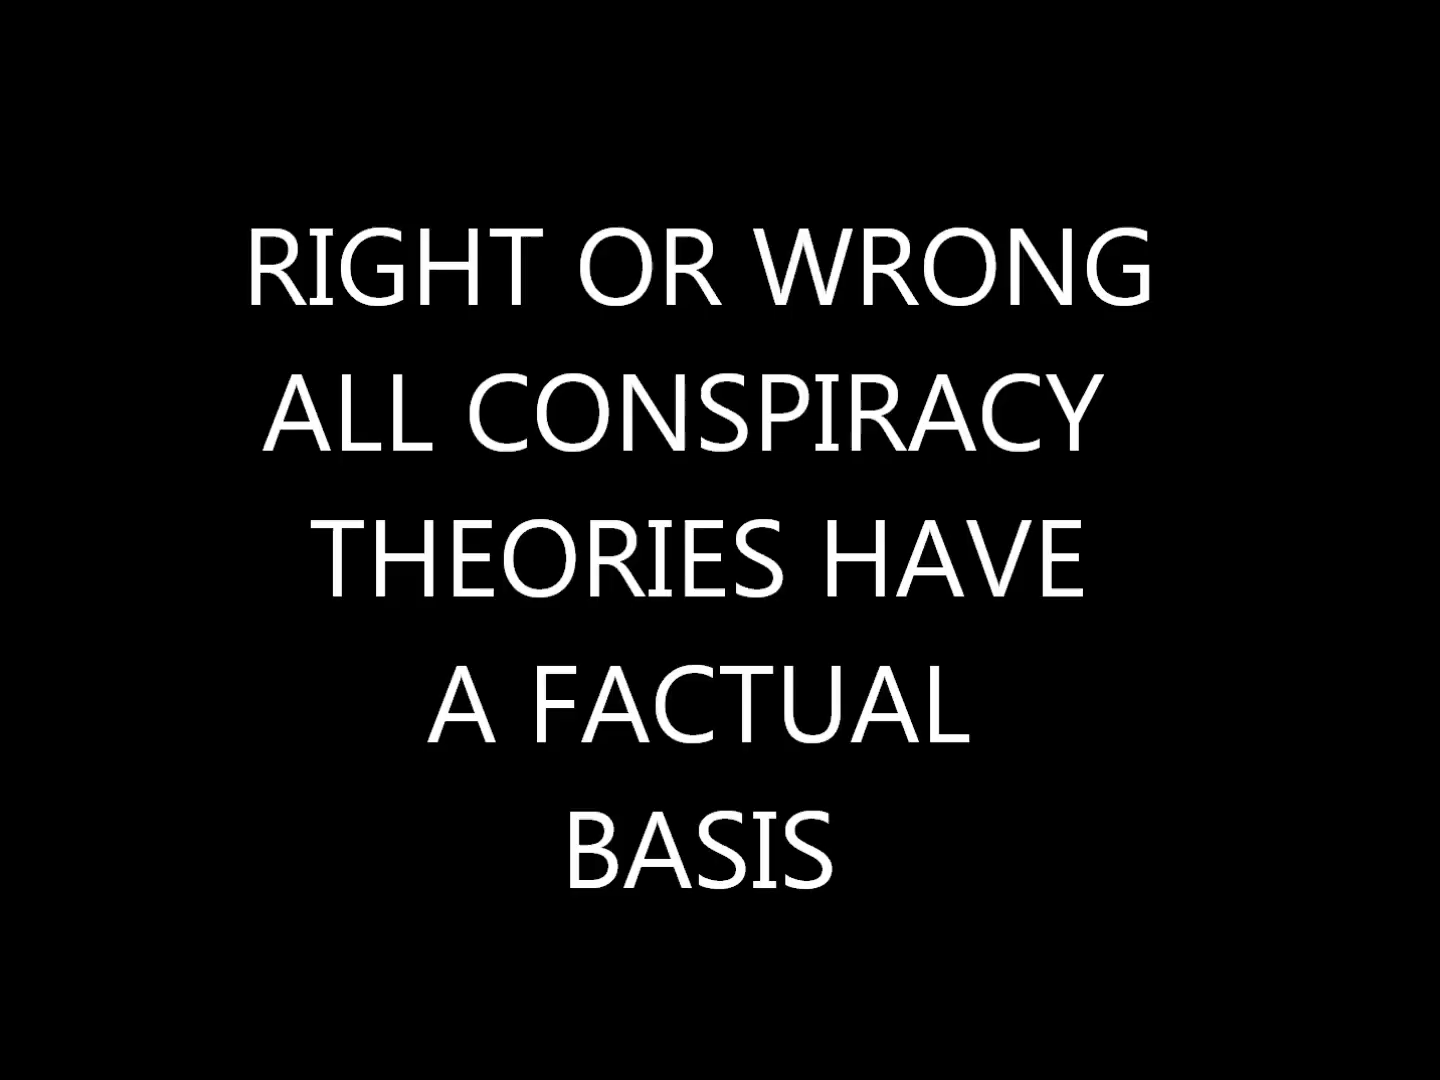 RIGHT OR WRONG
ALL CONSPIRACY
THEORIES HAVE
A FACTUAL
BASIS